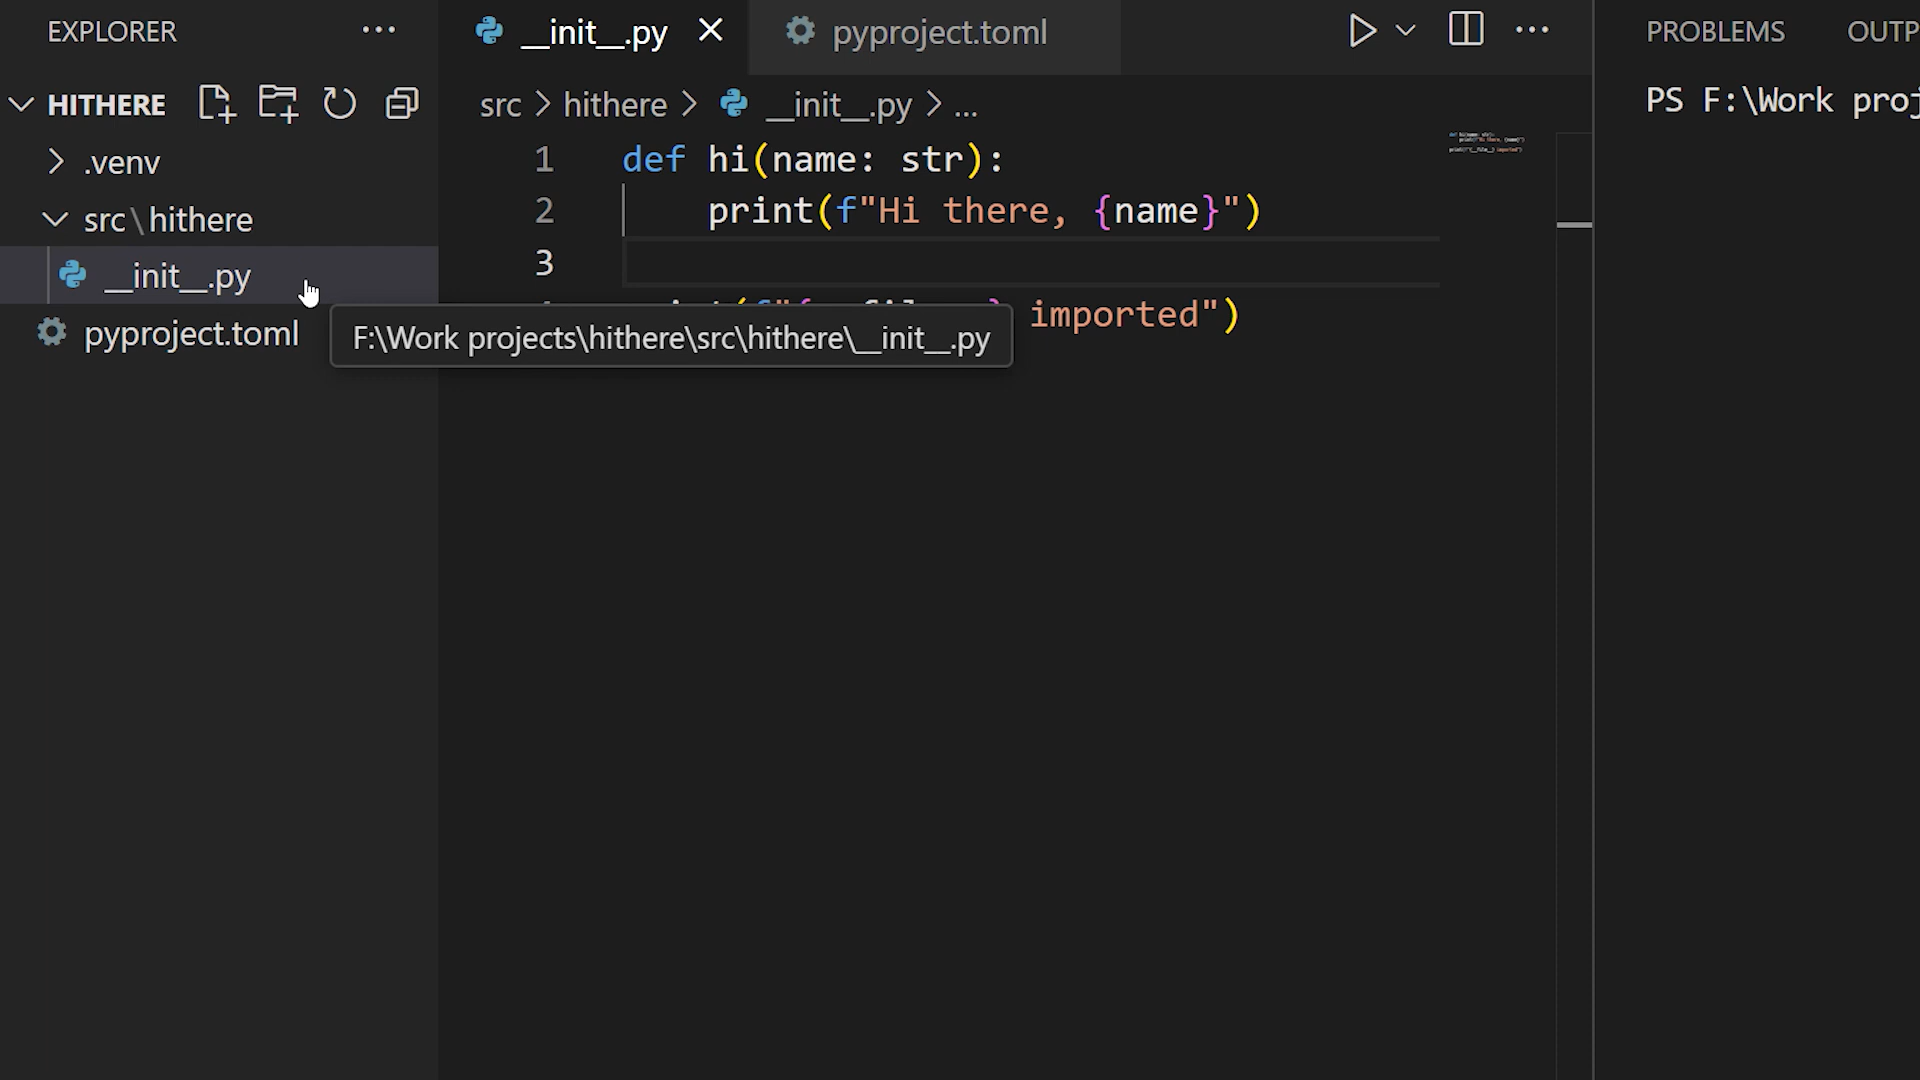 EXPLORER
HITHERE
.venv
src\hithere
__init__.py
pyproject.toml
__init__.py
pyproject.toml
src > hithere > __init__.py > ...
1 def hi(name: str):
2 print(f"Hi there, {name}")
3
imported")
F:\Work projects\hithere\src\hithere\__init__.py
PROBLEMS OUTP
PS F:\Work proj